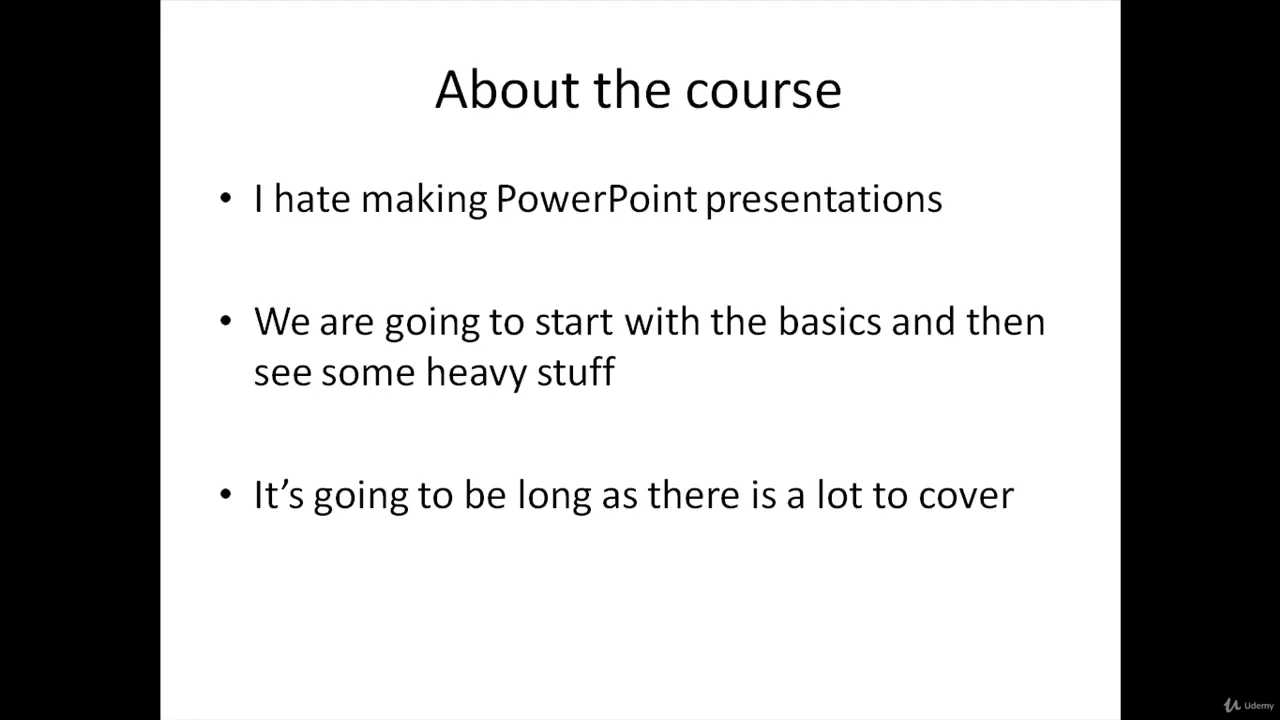 About the course
• I hate making PowerPoint presentations
• We are going to start with the basics and then
see some heavy stuff
• It’s going to be long as there is a lot to cover
Udemy